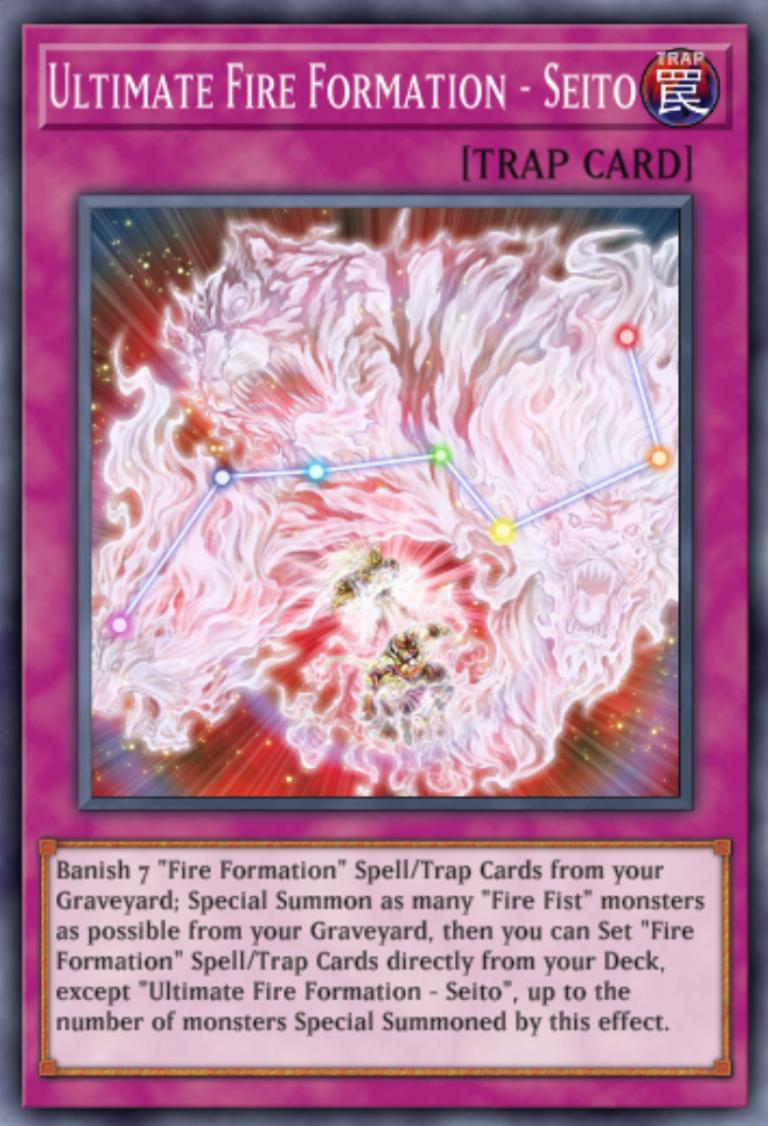 ULTIMATE FIRE FORMATION - SEITO
TRAP
罠
[TRAP CARD]
Banish 7 "Fire Formation" Spell/Trap Cards from your
Graveyard; Special Summon as many "Fire Fist" monsters
as possible from your Graveyard, then you can Set "Fire
Formation" Spell/Trap Cards directly from your Deck,
except "Ultimate Fire Formation - Seito", up to the
number of monsters Special Summoned by this effect.